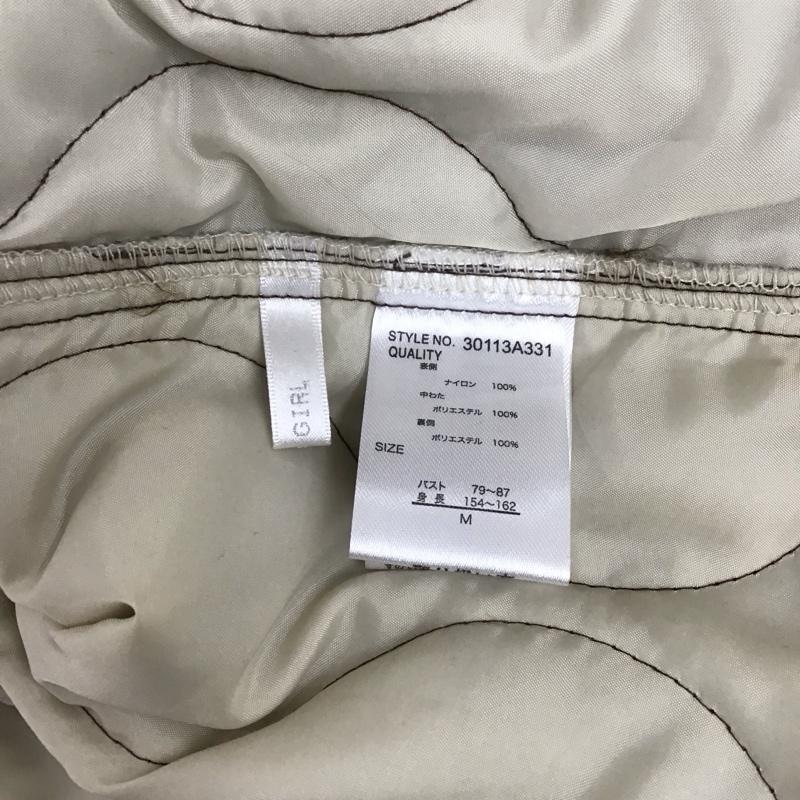 GIRL
STYLE NO. 30113A331
QUALITY
表側
ナイロン 100%
中わた
ポリエステル 100%
裏側
ポリエステル 100%
SIZE
バスト 79～87
身長 154～162
M